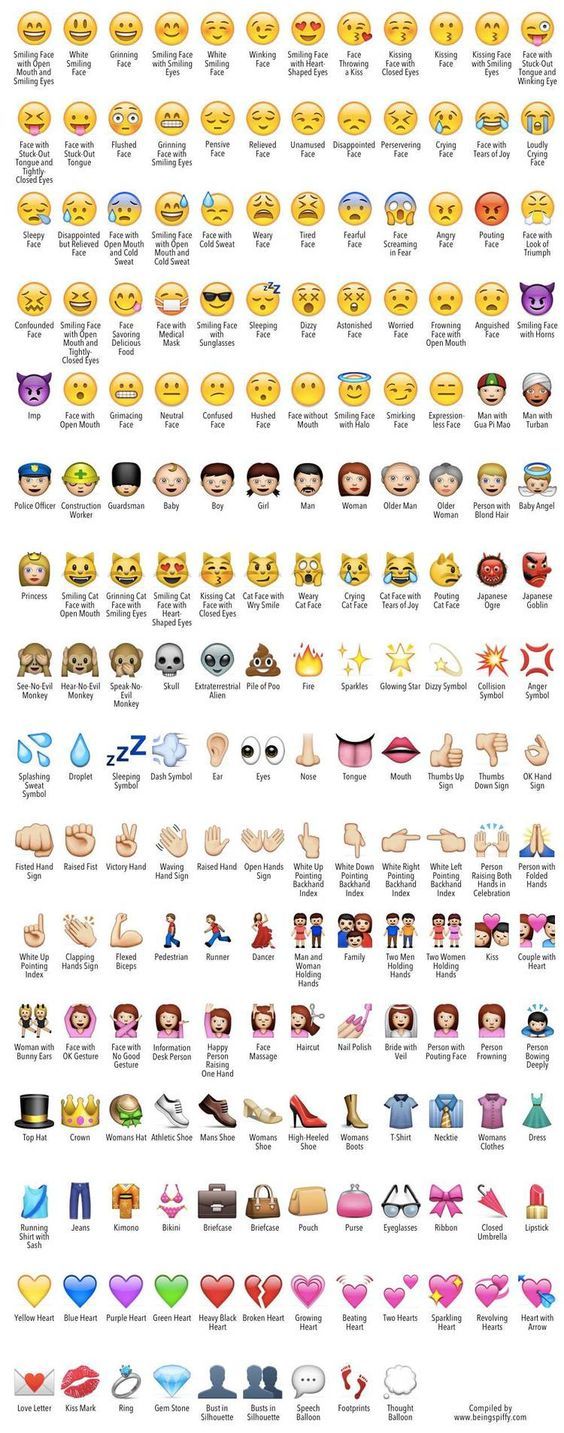 Smiling Face with Open Mouth and Smiling Eyes
White Smiling Face
Grinning Face
Smiling Face with Smiling Eyes
White Smiling Face
Winking Face
Smiling Face with Heart-Shaped Eyes
Face Throwing a Kiss
Kissing Face with Closed Eyes
Kissing Face
Kissing Face with Smiling Eyes
Face with Stuck-Out Tongue and Winking Eye
Face with Stuck-Out Tongue and Tightly-Closed Eyes
Face with Stuck-Out Tongue
Flushed Face
Grinning Face with Smiling Eyes
Pensive Face
Relieved Face
Unamused Face
Disappointed Face
Perservering Face
Crying Face
Face with Tears of Joy
Loudly Crying Face
Sleepy Face
Disappointed but Relieved Face
Face with Open Mouth and Cold Sweat
Smiling Face with Open Mouth and Cold Sweat
Face with Cold Sweat
Weary Face
Tired Face
Fearful Face
Face Screaming in Fear
Angry Face
Pouting Face
Face with Look of Triumph
Confounded Face
Smiling Face with Open Mouth and Tightly-Closed Eyes
Face Savoring Delicious Food
Face with Medical Mask
Smiling Face with Sunglasses
Sleeping Face
Dizzy Face
Astonished Face
Worried Face
Frowning Face with Open Mouth
Anguished Face
Smiling Face with Horns
Imp
Face with Open Mouth
Grimacing Face
Neutral Face
Confused Face
Hushed Face
Face without Mouth
Smiling Face with Halo
Smirking Face
Expression-less Face
Man with Gua Pi Mao
Man with Turban
Police Officer
Construction Worker
Guardsman
Baby
Boy
Girl
Man
Woman
Older Man
Older Woman
Person with Blond Hair
Baby Angel
Princess
Smiling Cat Face with Open Mouth
Grinning Cat Face with Smiling Eyes
Smiling Cat Face with Heart-Shaped Eyes
Kissing Cat Face with Closed Eyes
Cat Face with Wry Smile
Weary Cat Face
Crying Cat Face
Cat Face with Tears of Joy
Pouting Cat Face
Japanese Ogre
Japanese Goblin
See-No-Evil Monkey
Hear-No-Evil Monkey
Speak-No-Evil Monkey
Skull
Extraterrestrial Alien
Pile of Poo
Fire
Sparkles
Glowing Star
Dizzy Symbol
Collision Symbol
Anger Symbol
Splashing Sweat Symbol
Droplet
Sleeping Symbol
Dash Symbol
Ear
Eyes
Nose
Tongue
Mouth
Thumbs Up Sign
Thumbs Down Sign
OK Hand Sign
Fisted Hand Sign
Raised Fist
Victory Hand
Waving Hand Sign
Raised Hand
Open Hands Sign
White Up Pointing Backhand Index
White Down Pointing Backhand Index
White Right Pointing Backhand Index
White Left Pointing Backhand Index
Person Raising Both Hands in Celebration
Person with Folded Hands
White Up Pointing Index
Clapping Hands Sign
Flexed Biceps
Pedestrian
Runner
Dancer
Man and Woman Holding Hands
Family
Two Men Holding Hands
Two Women Holding Hands
Kiss
Couple with Heart
Woman with Bunny Ears
Face with OK Gesture
Face with No Good Gesture
Information Desk Person
Happy Person Raising One Hand
Face Massage
Haircut
Nail Polish
Bride with Veil
Person with Pouting Face
Person Frowning
Person Bowing Deeply
Top Hat
Crown
Womans Hat
Athletic Shoe
Mans Shoe
Womans Shoe
High-Heeled Shoe
Womans Boots
T-Shirt
Necktie
Womans Clothes
Dress
Running Shirt with Sash
Jeans
Kimono
Bikini
Briefcase
Briefcase
Pouch
Purse
Eyeglasses
Ribbon
Closed Umbrella
Lipstick
Yellow Heart
Blue Heart
Purple Heart
Green Heart
Heavy Black Heart
Broken Heart
Growing Heart
Beating Heart
Two Hearts
Sparkling Heart
Revolving Hearts
Heart with Arrow
Love Letter
Kiss Mark
Ring
Gem Stone
Bust in Silhouette
Busts in Silhouette
Speech Balloon
Footprints
Thought Balloon
Compiled by
www.beingspiffy.com